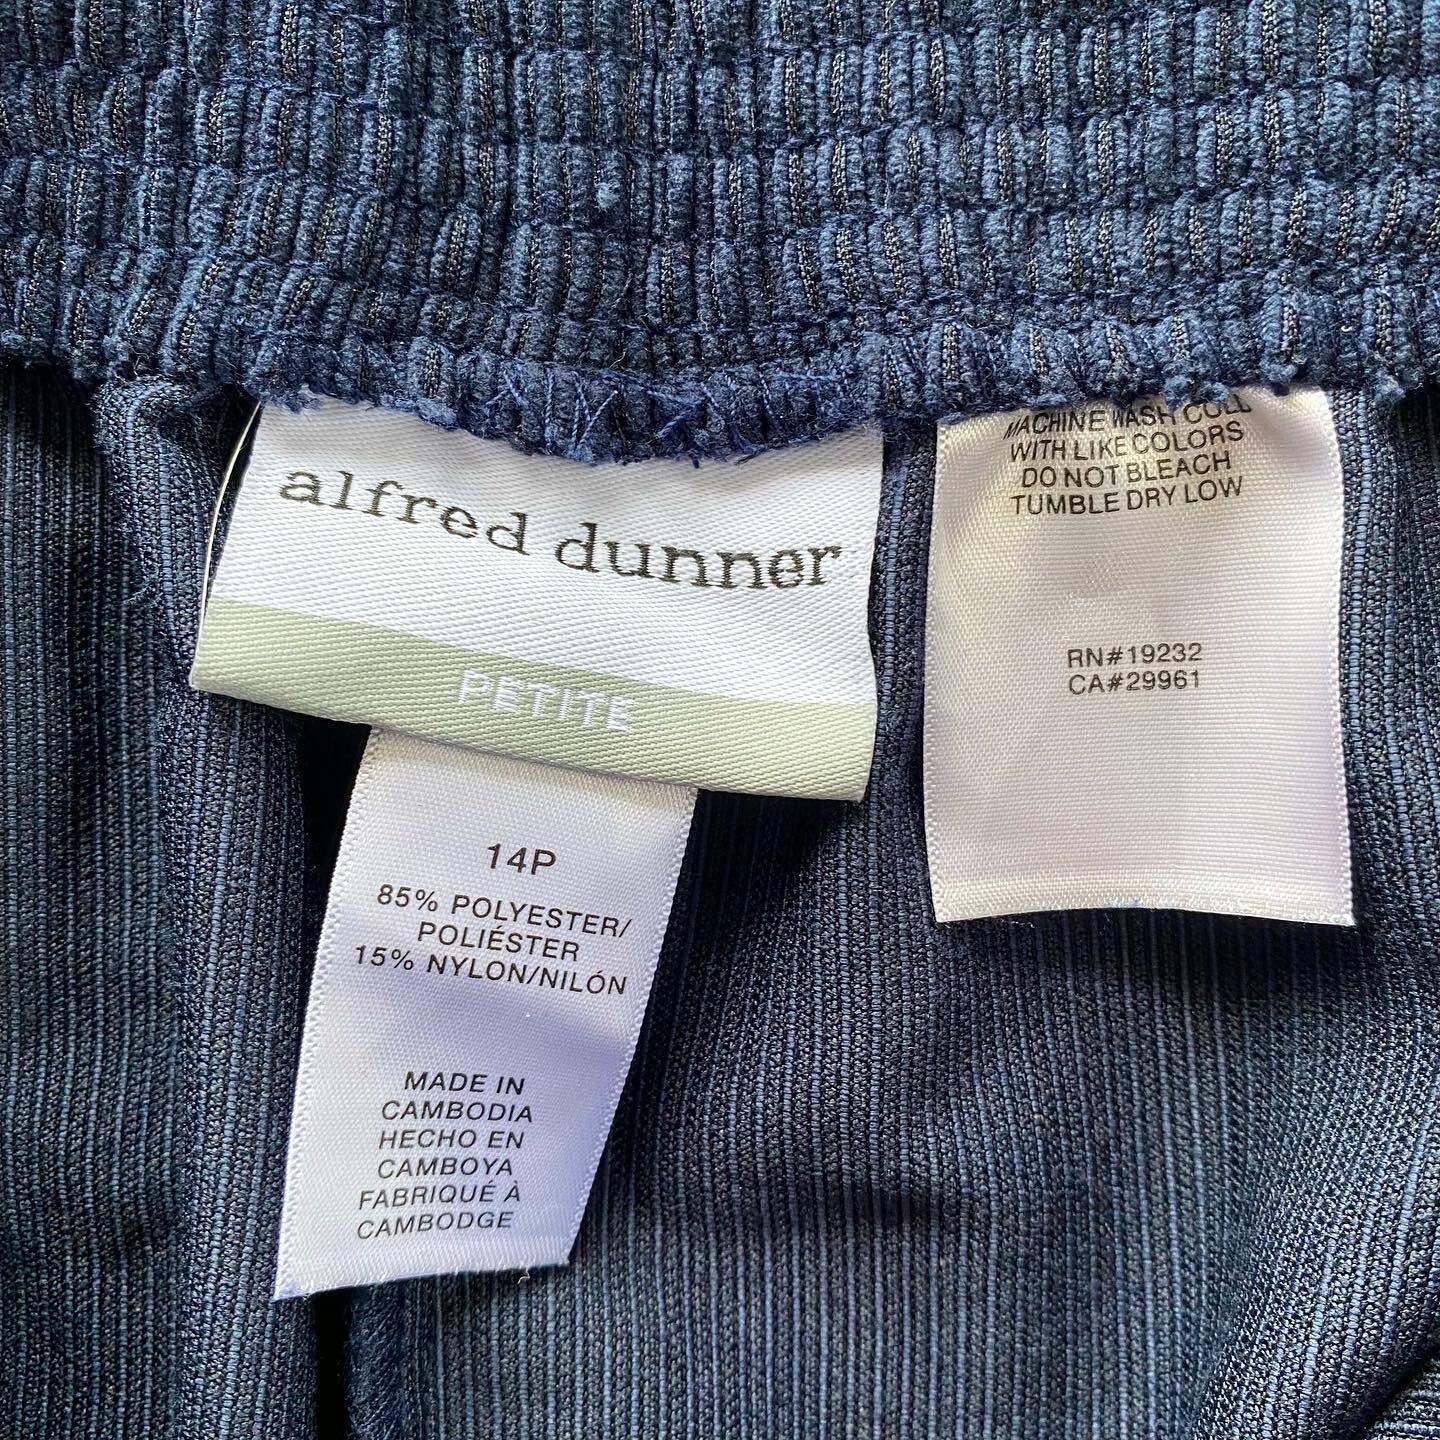 alfred dunner
PETITE
14P
85% POLYESTER/
POLIÉSTER
15% NYLON/NILÓN
MADE IN
CAMBODIA
HECHO EN
CAMBOYA
FABRIQUÉ À
CAMBODGE
MACHINE WASH COLD
WITH LIKE COLORS
DO NOT BLEACH
TUMBLE DRY LOW
RN#19232
CA#29961